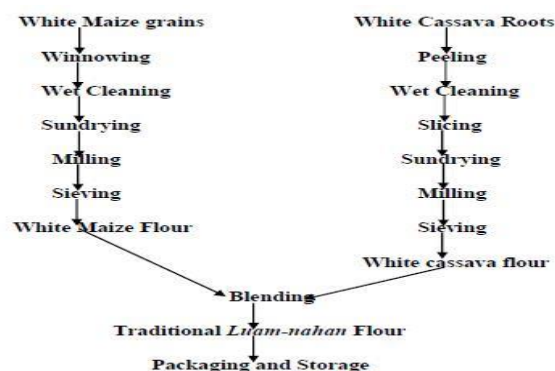 White Maize grains
Winnowing
Wet Cleaning
Sundrying
Milling
Sieving
White Maize Flour
White Cassava Roots
Peeling
Wet Cleaning
Slicing
Sundrying
Milling
Sieving
White cassava flour
Blending
Traditional Luam-nahan Flour
Packaging and Storage